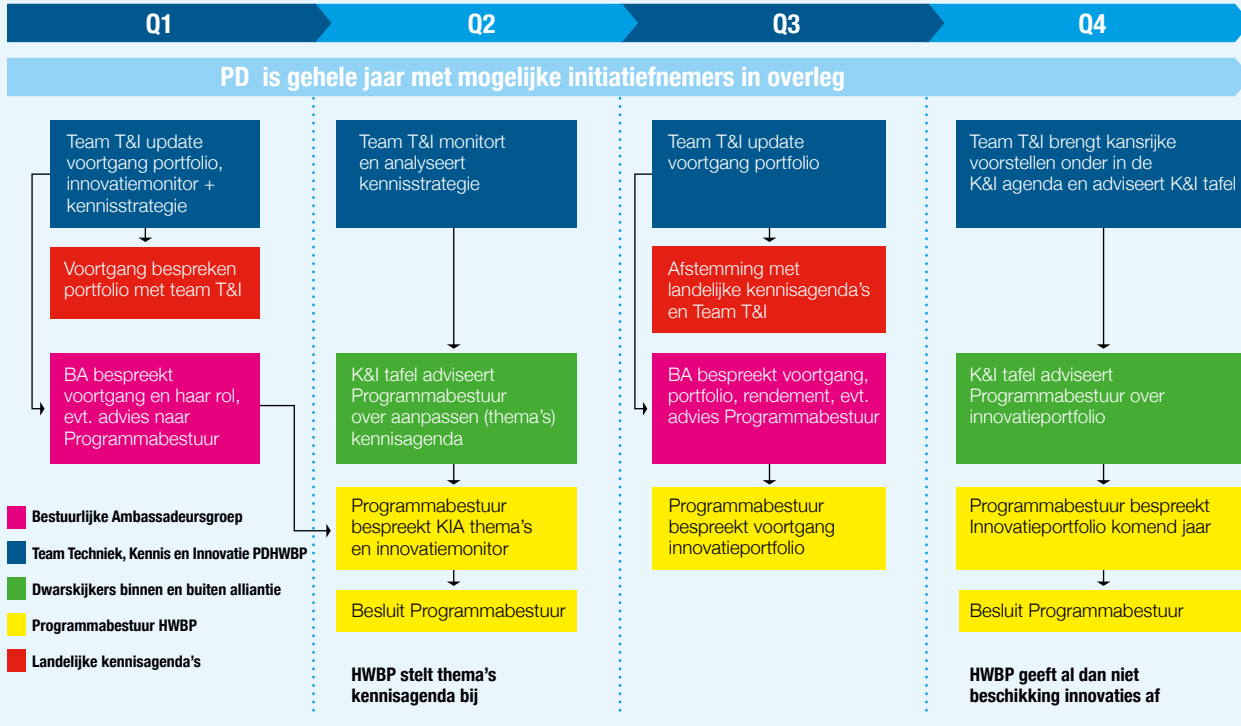 Q1
Q2
Q3
Q4
PD is gehele jaar met mogelijke initiatiefnemers in overleg
Team T&I update
voortgang portfolio,
innovatiemonitor +
kennisstrategie
Voortgang bespreken
portfolio met team T&I
BA bespreekt
voortgang en haar rol,
evt. advies naar
Programmabestuur
Team T&I monitort
en analyseert
kennisstrategie
K&I tafel adviseert
Programmabestuur
over aanpassen (thema's)
kennisagenda
Programmabestuur
bespreekt KIA thema's
en innovatiemonitor
Besluit Programmabestuur
HWBP stelt thema's
kennisagenda bij
Team T&I update
voortgang portfolio
Afstemming met
landelijke kennisagenda's
en Team T&I
BA bespreekt voortgang,
portfolio, rendement, evt.
advies Programmabestuur
Programmabestuur
bespreekt voortgang
innovatieportfolio
Team T&I brengt kansrijke
voorstellen onder in de
K&I agenda en adviseert K&I tafel
K&I tafel adviseert
Programmabestuur over
innovatieportfolio
Programmabestuur bespreekt
Innovatieportfolio komend jaar
Besluit Programmabestuur
HWBP geeft al dan niet
beschikking innovaties af
Bestuurlijke Ambassadeursgroep
Team Techniek, Kennis en Innovatie PDHWBP
Dwarskijkers binnen en buiten alliantie
Programmabestuur HWBP
Landelijke kennisagenda's